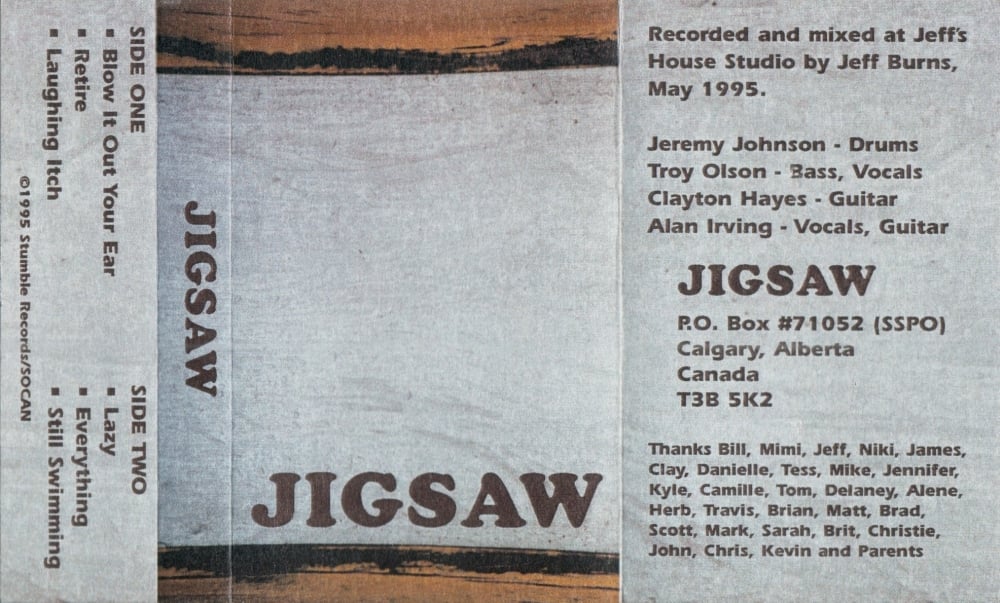 SIDE ONE
▪ Blow It Out Your Ear
▪ Retire
▪ Laughing Itch
SIDE TWO
▪ Lazy
▪ Everything
▪ Still Swimming
©1995 Stumble Records/SOCAN
JIGSAW
JIGSAW
Recorded and mixed at Jeff's
House Studio by Jeff Burns,
May 1995.
Jeremy Johnson - Drums
Troy Olson - Bass, Vocals
Clayton Hayes - Guitar
Alan Irving - Vocals, Guitar
JIGSAW
P.O. Box #71052 (SSPO)
Calgary, Alberta
Canada
T3B 5K2
Thanks Bill, Mimi, Jeff, Niki, James,
Clay, Danielle, Tess, Mike, Jennifer,
Kyle, Camille, Tom, Delaney, Alene,
Herb, Travis, Brian, Matt, Brad,
Scott, Mark, Sarah, Brit, Christie,
John, Chris, Kevin and Parents